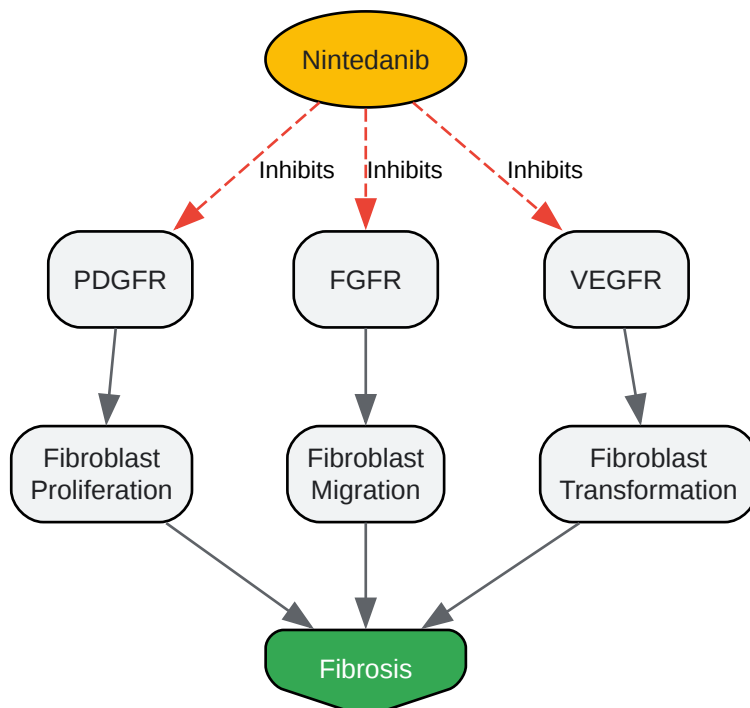 Nintedanib
Inhibits
Inhibits
Inhibits
PDGFR
FGFR
VEGFR
Fibroblast
Proliferation
Fibroblast
Migration
Fibroblast
Transformation
Fibrosis